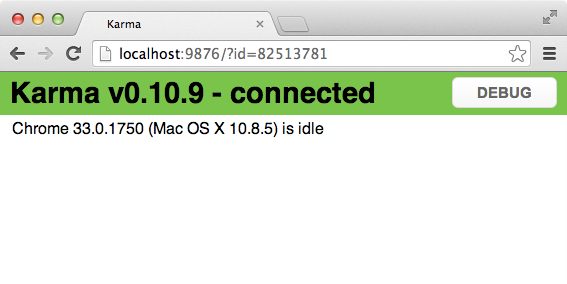 Karma
localhost:9876/?id=82513781
Karma v0.10.9 - connected
DEBUG
Chrome 33.0.1750 (Mac OS X 10.8.5) is idle